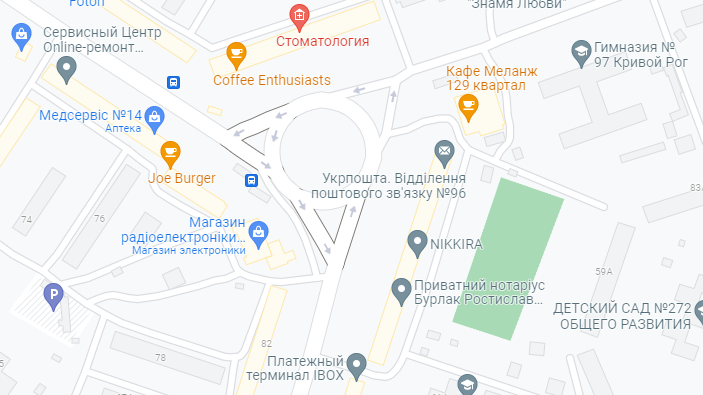 Foton
"Знамя Любви"
Сервисный Центр
Online-ремонт...
Стоматология
Гимназия №
97 Кривой Рог
Coffee Enthusiasts
Кафе Меланж
129 квартал
Медсервіс №14
Аптека
Joe Burger
Укрпошта. Відділення
поштового зв'язку №96
74
76
83
Магазин
радіоелектроніки...
Магазин электроники
NIKKIRA
59А
P
Приватний нотаріус
Бурлак Ростислав...
ДЕТСКИЙ САД №272
ОБЩЕГО РАЗВИТИЯ
82
78
Платежный
терминал IBOX